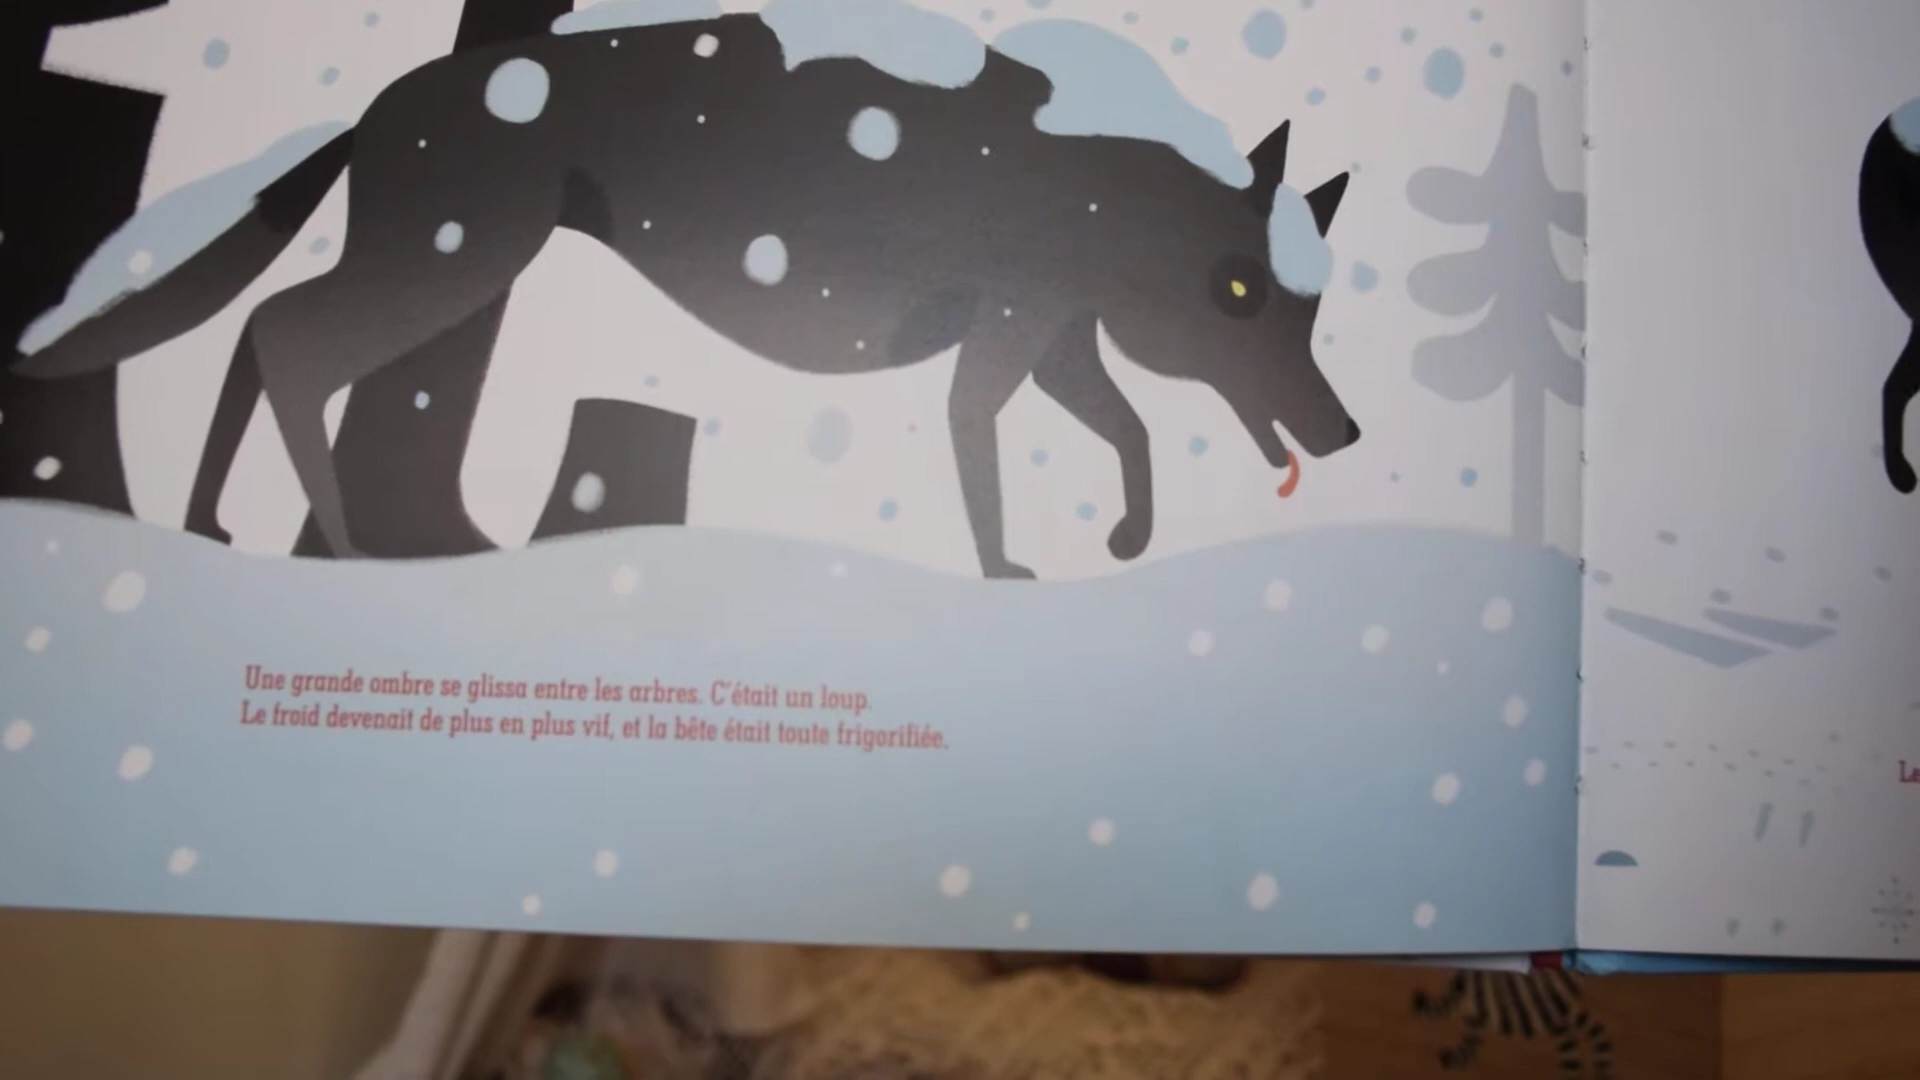 Une grande ombre se glissa entre les arbres. C'était un loup.
Le froid devenait de plus en plus vif, et la bête était toute frigorifiée.
Le